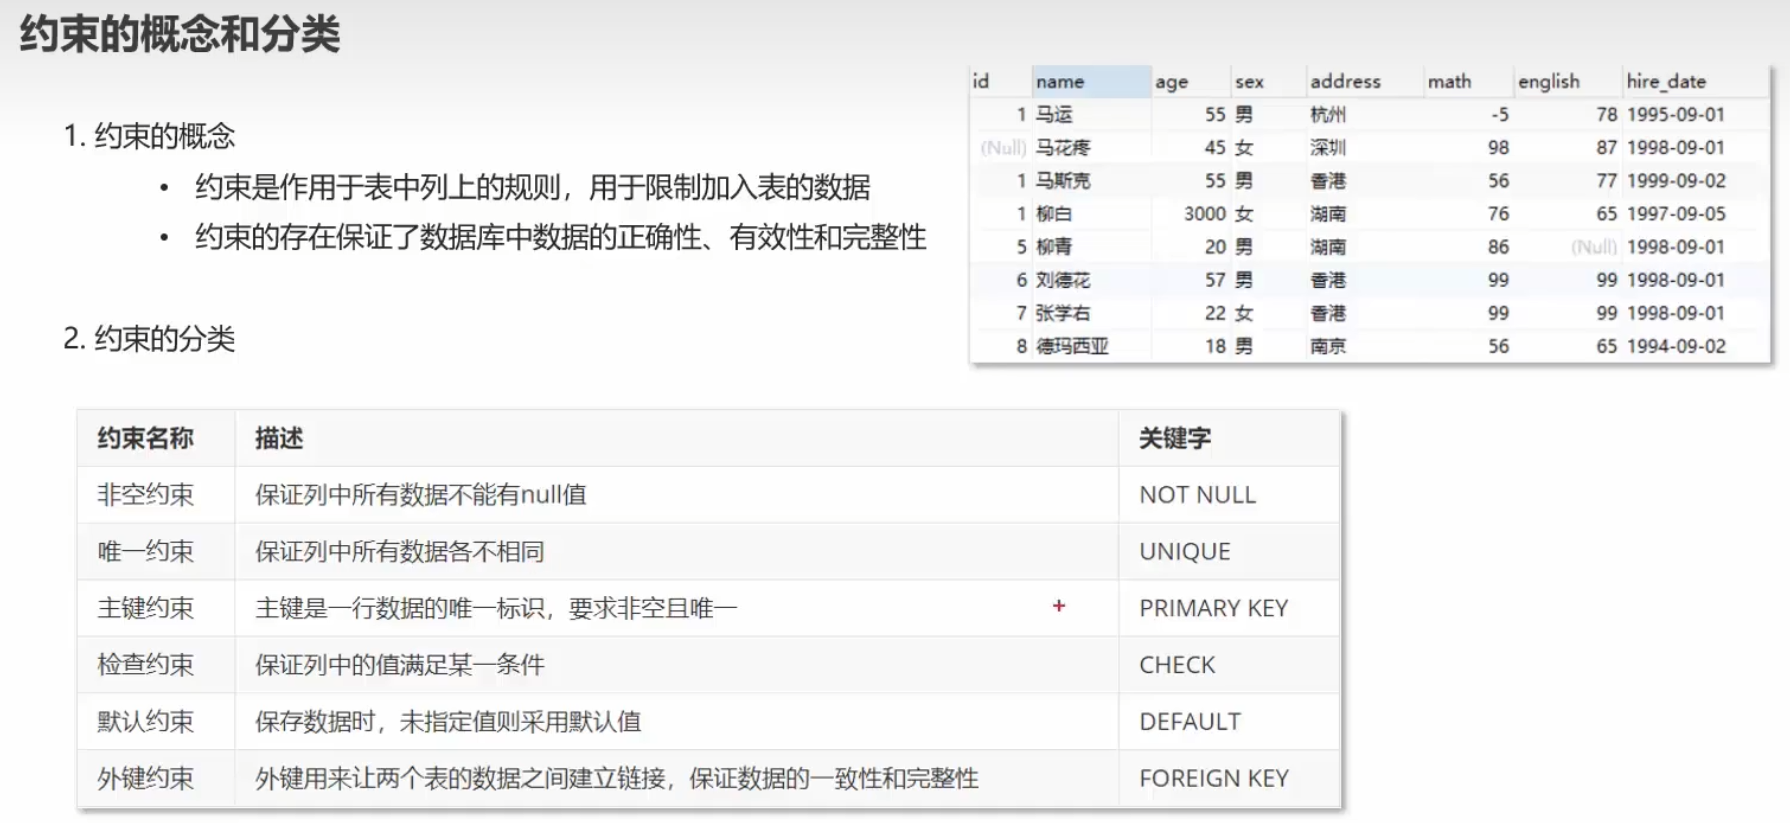 约束的概念和分类
1. 约束的概念
• 约束是作用于表中列上的规则，用于限制加入表的数据
• 约束的存在保证了数据库中数据的正确性、有效性和完整性
2. 约束的分类
id name age sex address math english hire_date
1 马运 55 男 杭州 -5 78 1995-09-01
(Null) 马花疼 45 女 深圳 98 87 1998-09-01
1 马斯克 55 男 香港 56 77 1999-09-02
1 柳白 3000 女 湖南 76 65 1997-09-05
5 柳青 20 男 湖南 86 (Null) 1998-09-01
6 刘德花 57 男 香港 99 99 1998-09-01
7 张学右 22 女 香港 99 99 1998-09-01
8 德玛西亚 18 男 南京 56 65 1994-09-02
约束名称 描述 关键字
非空约束 保证列中所有数据不能有null值 NOT NULL
唯一约束 保证列中所有数据各不相同 UNIQUE
主键约束 主键是一行数据的唯一标识，要求非空且唯一 PRIMARY KEY
检查约束 保证列中的值满足某一条件 CHECK
默认约束 保存数据时，未指定值则采用默认值 DEFAULT
外键约束 外键用来让两个表的数据之间建立链接，保证数据的一致性和完整性 FOREIGN KEY